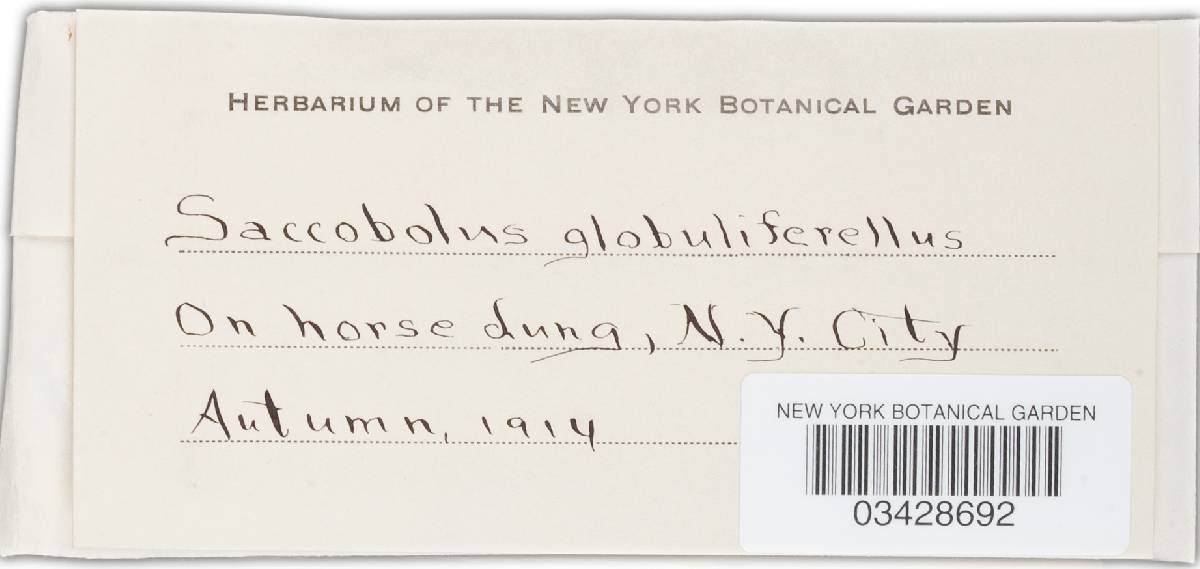 HERBARIUM OF THE NEW YORK BOTANICAL GARDEN
Saccobolus globuliferellus
On horse dung, N.Y. City
Autumn, 1914
NEW YORK BOTANICAL GARDEN
03428692